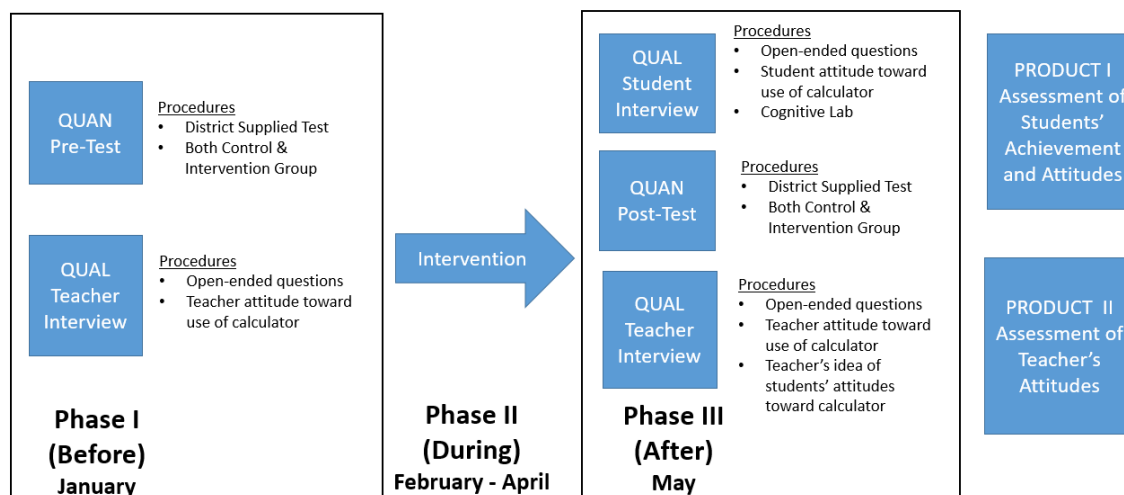 QUAN
Pre-Test
Procedures
• District Supplied Test
• Both Control &
Intervention Group
QUAL
Teacher
Interview
Procedures
• Open-ended questions
• Teacher attitude toward
use of calculator
Phase I
(Before)
January
Intervention
Phase II
(During)
February - April
QUAL
Student
Interview
Procedures
• Open-ended questions
• Student attitude toward
use of calculator
• Cognitive Lab
QUAN
Post-Test
Procedures
• District Supplied Test
• Both Control &
Intervention Group
QUAL
Teacher
Interview
Procedures
• Open-ended questions
• Teacher attitude toward
use of calculator
• Teacher’s idea of
students’ attitudes
toward calculator
Phase III
(After)
May
PRODUCT I
Assessment of
Students’
Achievement
and Attitudes
PRODUCT II
Assessment of
Teacher’s
Attitudes